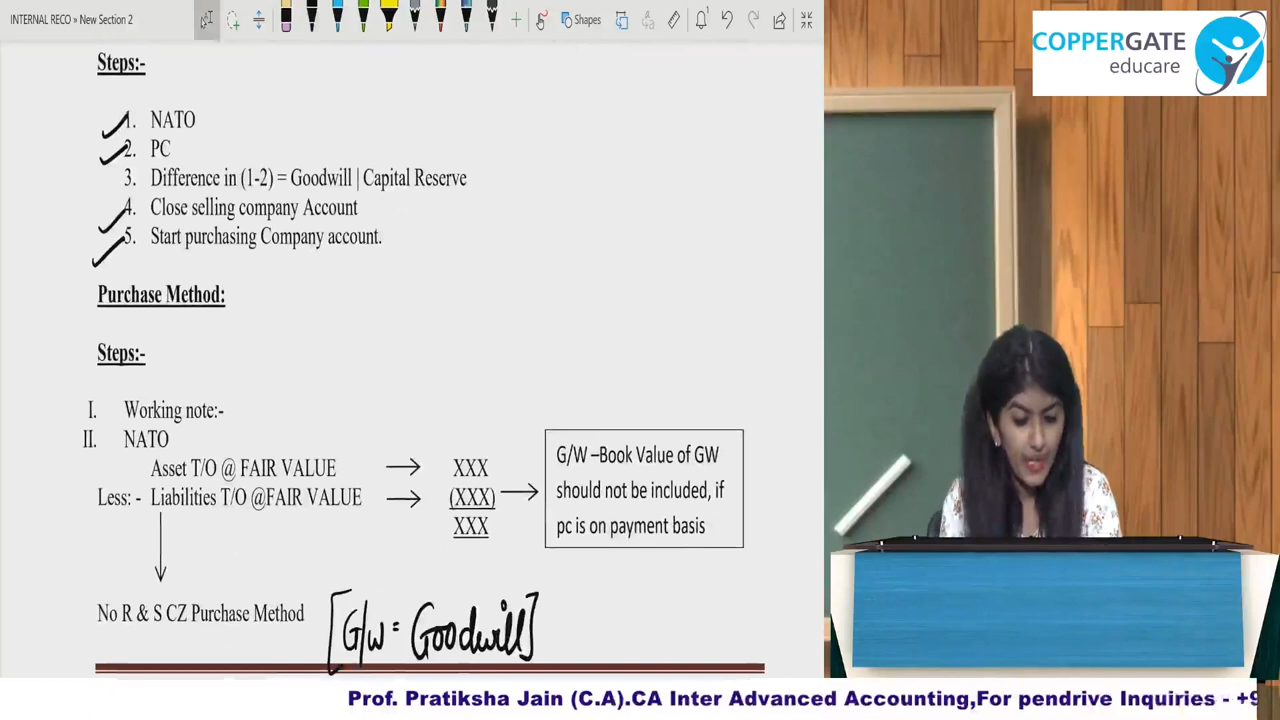 INTERNAL RECO » New Section 2
Shapes
COPPERGATE
educare
Steps:-
1. NATO
2. PC
3. Difference in (1-2) = Goodwill | Capital Reserve
4. Close selling company Account
5. Start purchasing Company account.
Purchase Method:
Steps:-
I. Working note:-
II. NATO
Asset T/O @ FAIR VALUE → XXX
Less: - Liabilities T/O @FAIR VALUE → (XXX) →
XXX
G/W –Book Value of GW
should not be included, if
pc is on payment basis
No R & S CZ Purchase Method
[G/W = Goodwill]
Prof. Pratiksha Jain (C.A).CA Inter Advanced Accounting,For pendrive Inquiries - +9